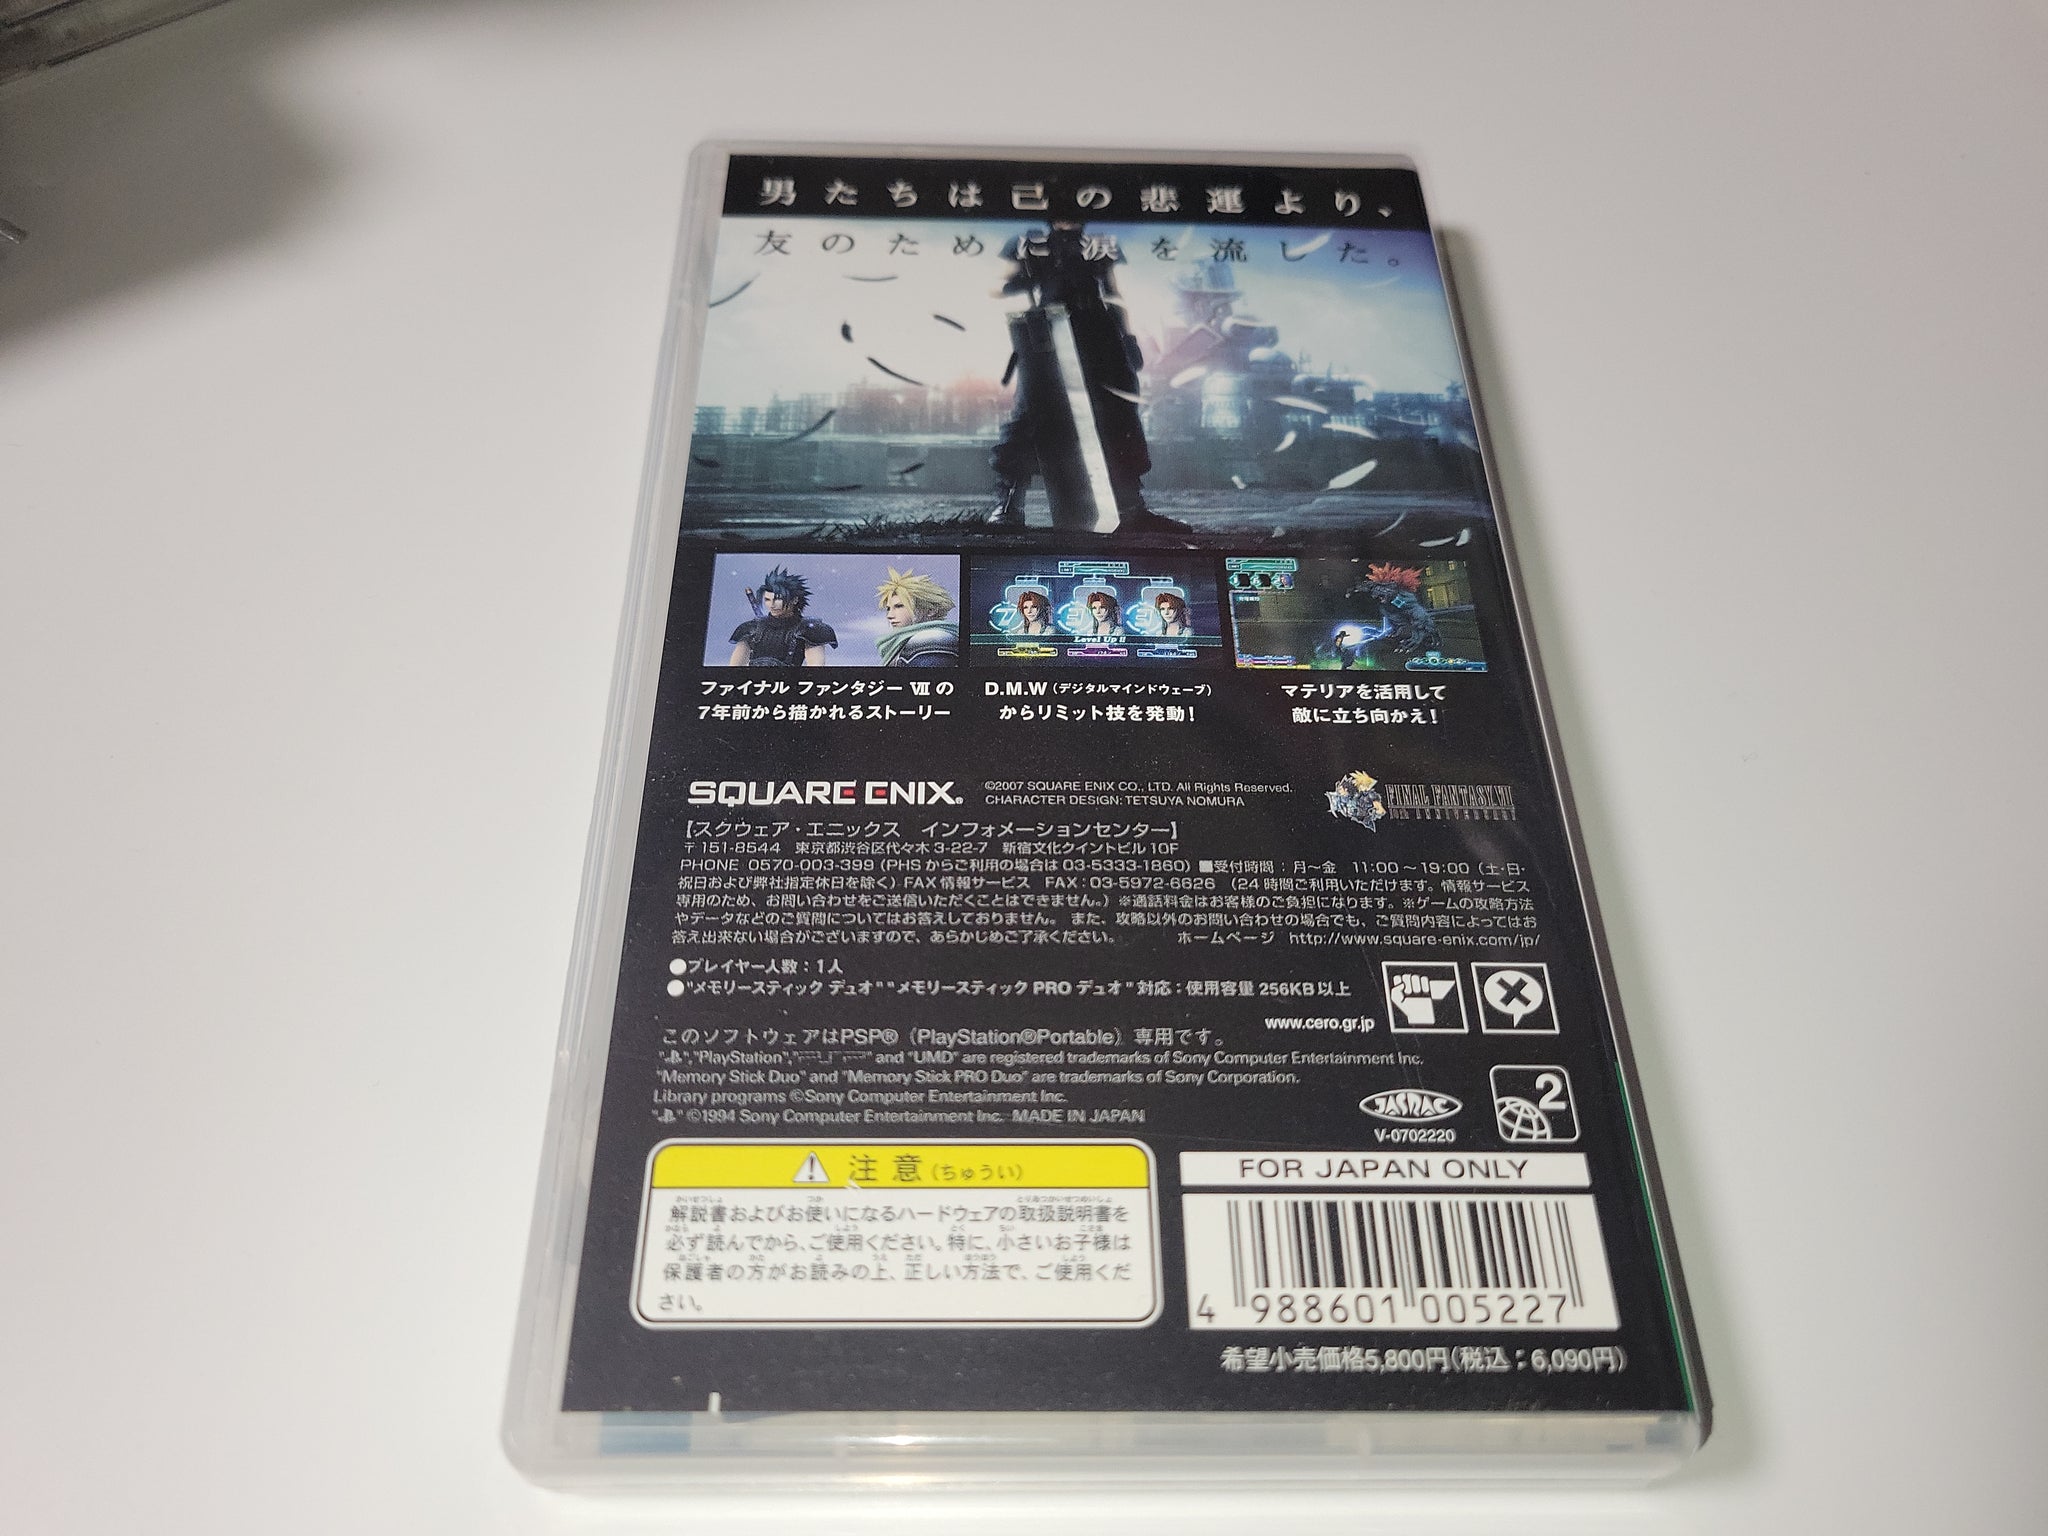 男たちは己の悲運より、
友のために涙を流した。
7 3 3
Level Up !!
ファイナル ファンタジー VII の
7年前から描かれるストーリー
D.M.W（デジタルマインドウェーブ）
からリミット技を発動！
マテリアを活用して
敵に立ち向かえ！
SQUARE ENIX.
©2007 SQUARE ENIX CO., LTD. All Rights Reserved.
CHARACTER DESIGN: TETSUYA NOMURA
FINAL FANTASY VII
10th ANNIVERSARY
【スクウェア・エニックス　インフォメーションセンター】
〒151-8544　東京都渋谷区代々木 3-22-7　新宿文化クイントビル 10F
PHONE 0570-003-399（PHS からご利用の場合は 03-5333-1860）■受付時間：月～金　11:00～19:00（土・日・
祝日および弊社指定休日を除く）FAX 情報サービス　FAX：03-5972-6626　（24 時間ご利用いただけます。情報サービス
専用のため、お問い合わせをご送信いただくことはできません。）※通話料金はお客様のご負担になります。※ゲームの攻略方法
やデータなどのご質問についてはお答えしておりません。また、攻略以外のお問い合わせの場合でも、ご質問内容によってはお
答え出来ない場合がございますので、あらかじめご了承ください。　ホームページ　http://www.square-enix.com/jp/
●プレイヤー人数：1人
●"メモリースティック デュオ" "メモリースティック PRO デュオ" 対応：使用容量 256KB以上
www.cero.gr.jp
このソフトウェアはPSP®（PlayStation®Portable）専用です。
"PlayStation", and "UMD" are registered trademarks of Sony Computer Entertainment Inc.
"Memory Stick Duo" and "Memory Stick PRO Duo" are trademarks of Sony Corporation.
Library programs ©Sony Computer Entertainment Inc.
©1994 Sony Computer Entertainment Inc. MADE IN JAPAN
JASRAC
V-0702220
2
注意（ちゅうい）
解説書およびお使いになるハードウェアの取扱説明書を
必ず読んでから、ご使用ください。特に、小さいお子様は
保護者の方がお読みの上、正しい方法で、ご使用くだ
さい。
FOR JAPAN ONLY
4 988601 005227
希望小売価格5,800円（税込：6,090円）